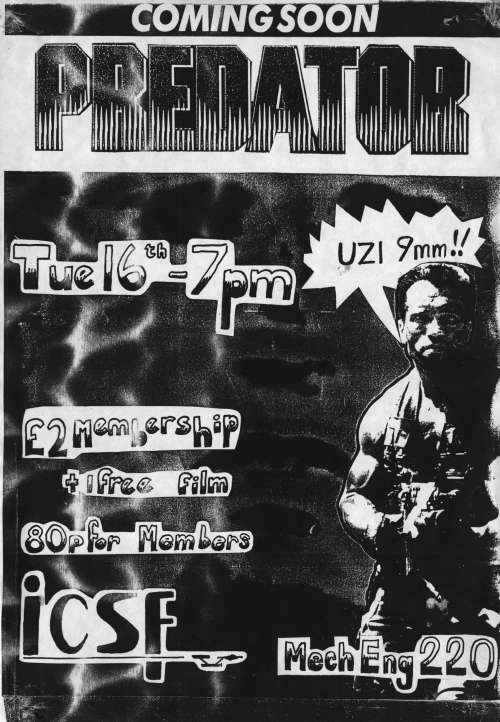 COMING SOON
PREDATOR
UZI 9mm!!
Tue 16th - 7pm
£2 Membership
+ 1 free film
80p for Members
icsf
Mech Eng 220